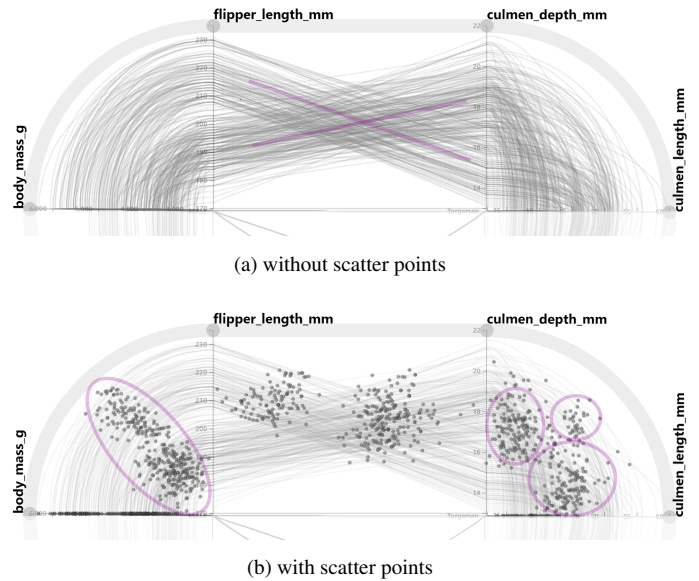 flipper_length_mm culmen_depth_mm
22
230
20
220
210
18
200
16
190
180
14
170
Torgersen
body_mass_g
culmen_length_mm
(a) without scatter points
flipper_length_mm culmen_depth_mm
22
230
20
220
210
18
200
16
190
14
170
Torgersen
body_mass_g
culmen_length_mm
(b) with scatter points